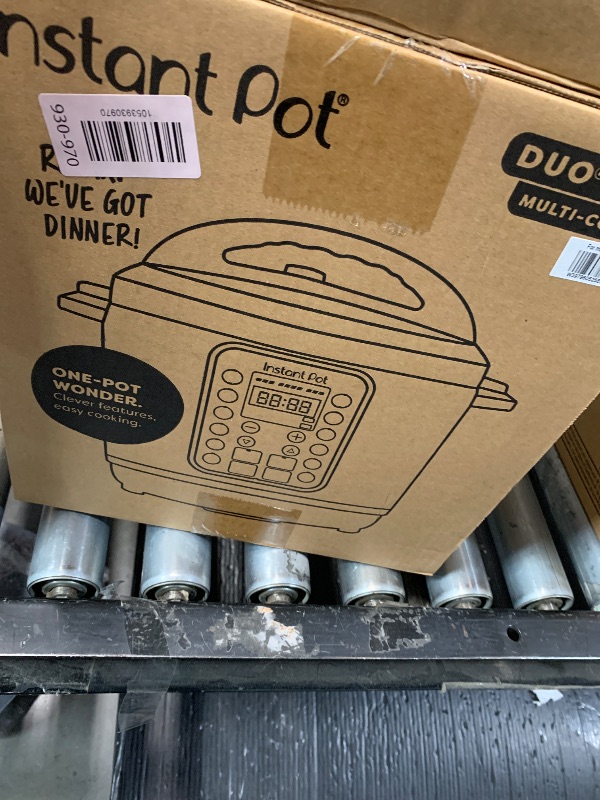 Instant Pot®
1053930970
930-970
WE'VE GOT
DINNER!
DUO
MULTI-C
ONE-POT
WONDER.
Clever features,
easy cooking.
Instant Pot
88:88